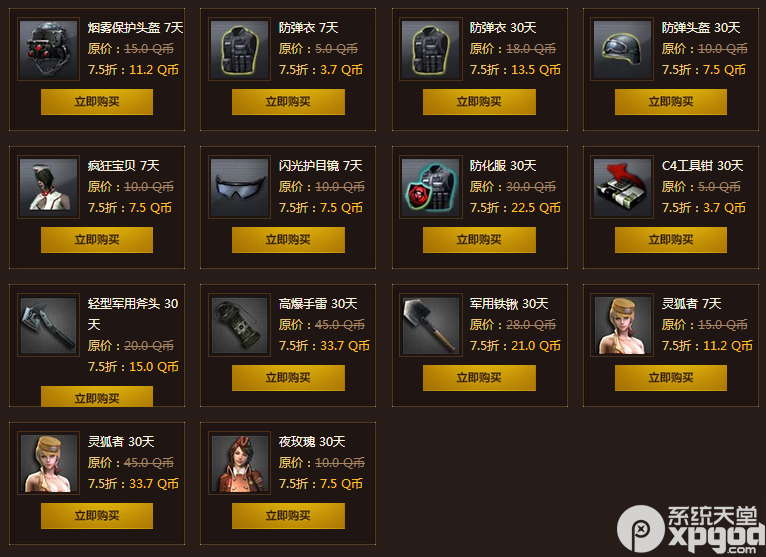 烟雾保护头盔 7天
原价：15.0 Q币
7.5折：11.2 Q币
立即购买
防弹衣 7天
原价：5.0 Q币
7.5折：3.7 Q币
立即购买
防弹衣 30天
原价：18.0 Q币
7.5折：13.5 Q币
立即购买
防弹头盔 30天
原价：10.0 Q币
7.5折：7.5 Q币
立即购买
疯狂宝贝 7天
原价：10.0 Q币
7.5折：7.5 Q币
立即购买
闪光护目镜 7天
原价：10.0 Q币
7.5折：7.5 Q币
立即购买
防化服 30天
原价：30.0 Q币
7.5折：22.5 Q币
立即购买
C4工具钳 30天
原价：5.0 Q币
7.5折：3.7 Q币
立即购买
轻型军用斧头 30
天
原价：20.0 Q币
7.5折：15.0 Q币
立即购买
高爆手雷 30天
原价：45.0 Q币
7.5折：33.7 Q币
立即购买
军用铁锹 30天
原价：28.0 Q币
7.5折：21.0 Q币
立即购买
灵狐者 7天
原价：15.0 Q币
7.5折：11.2 Q币
立即购买
灵狐者 30天
原价：45.0 Q币
7.5折：33.7 Q币
立即购买
夜玫瑰 30天
原价：10.0 Q币
7.5折：7.5 Q币
立即购买
系统天堂
xpgod
.com